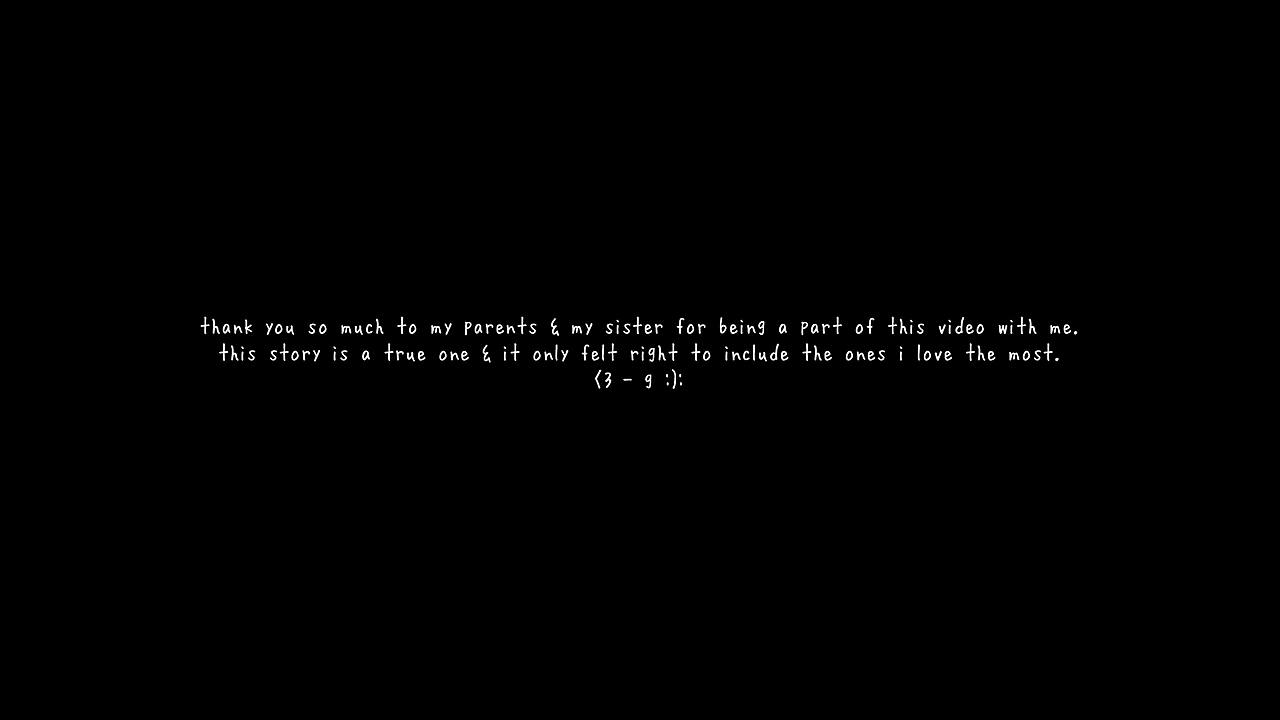 thank you so much to my parents & my sister for being a part of this video with me.
this story is a true one & it only felt right to include the ones i love the most.
<3 - g :):